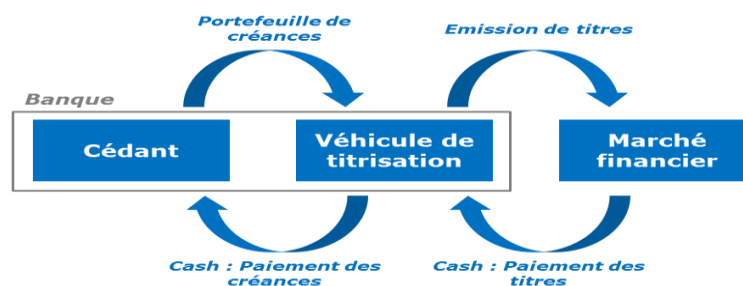 Portefeuille de
créances
Emission de titres
Banque
Cédant
Véhicule de
titrisation
Marché
financier
Cash : Paiement des
créances
Cash : Paiement des
titres